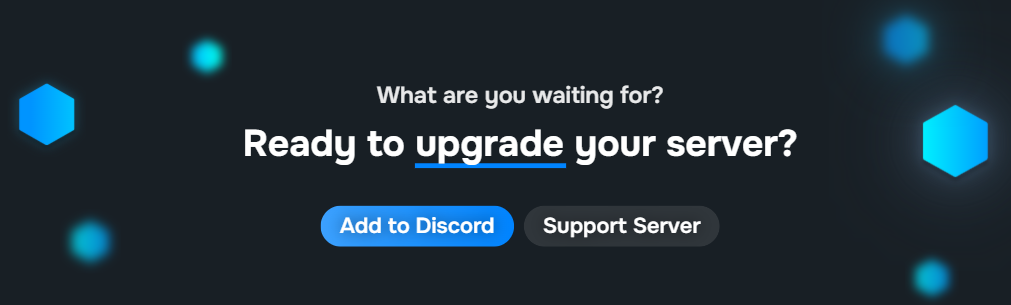 What are you waiting for?
Ready to upgrade your server?
Add to Discord Support Server